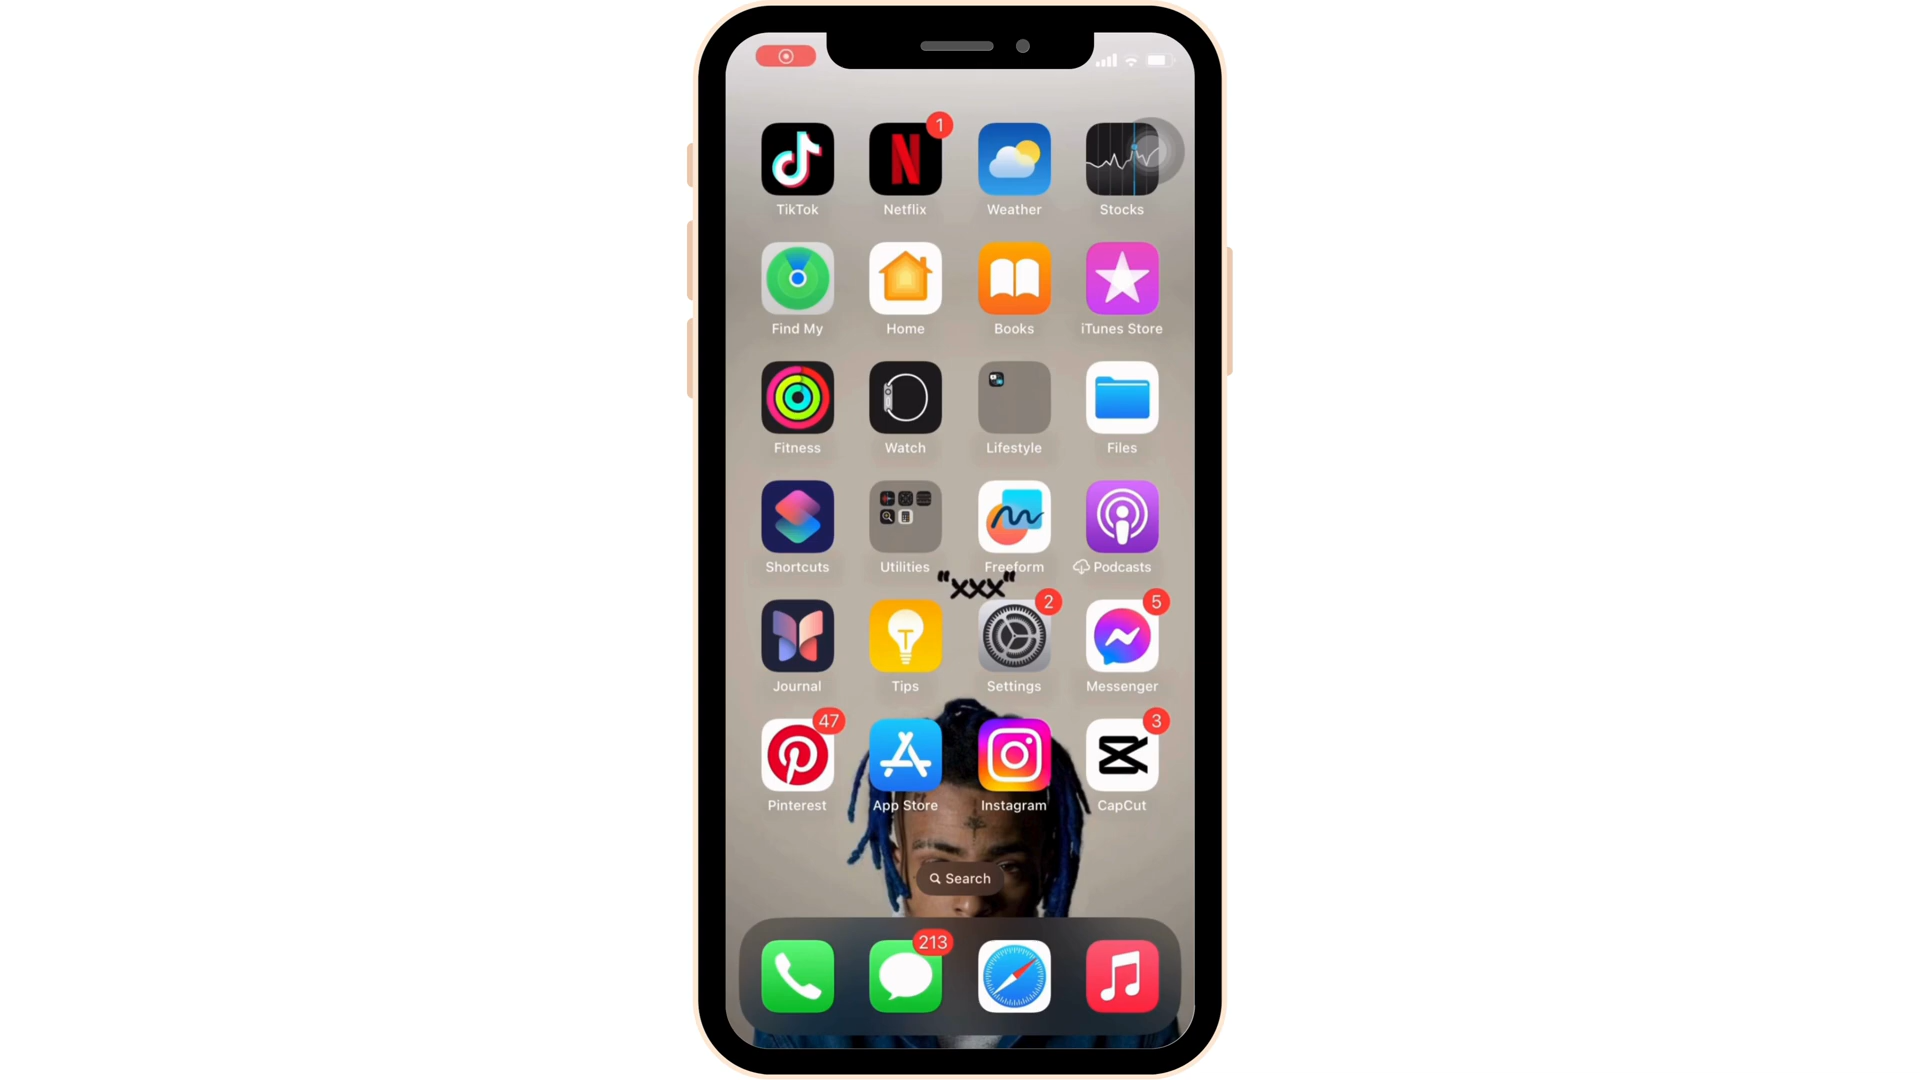 1
TikTok Netflix Weather Stocks
Find My Home Books iTunes Store
Fitness Watch Lifestyle Files
Shortcuts Utilities Freeform Podcasts
"xxx"
2 5
Journal Tips Settings Messenger
47 3
Pinterest App Store Instagram CapCut
Search
213